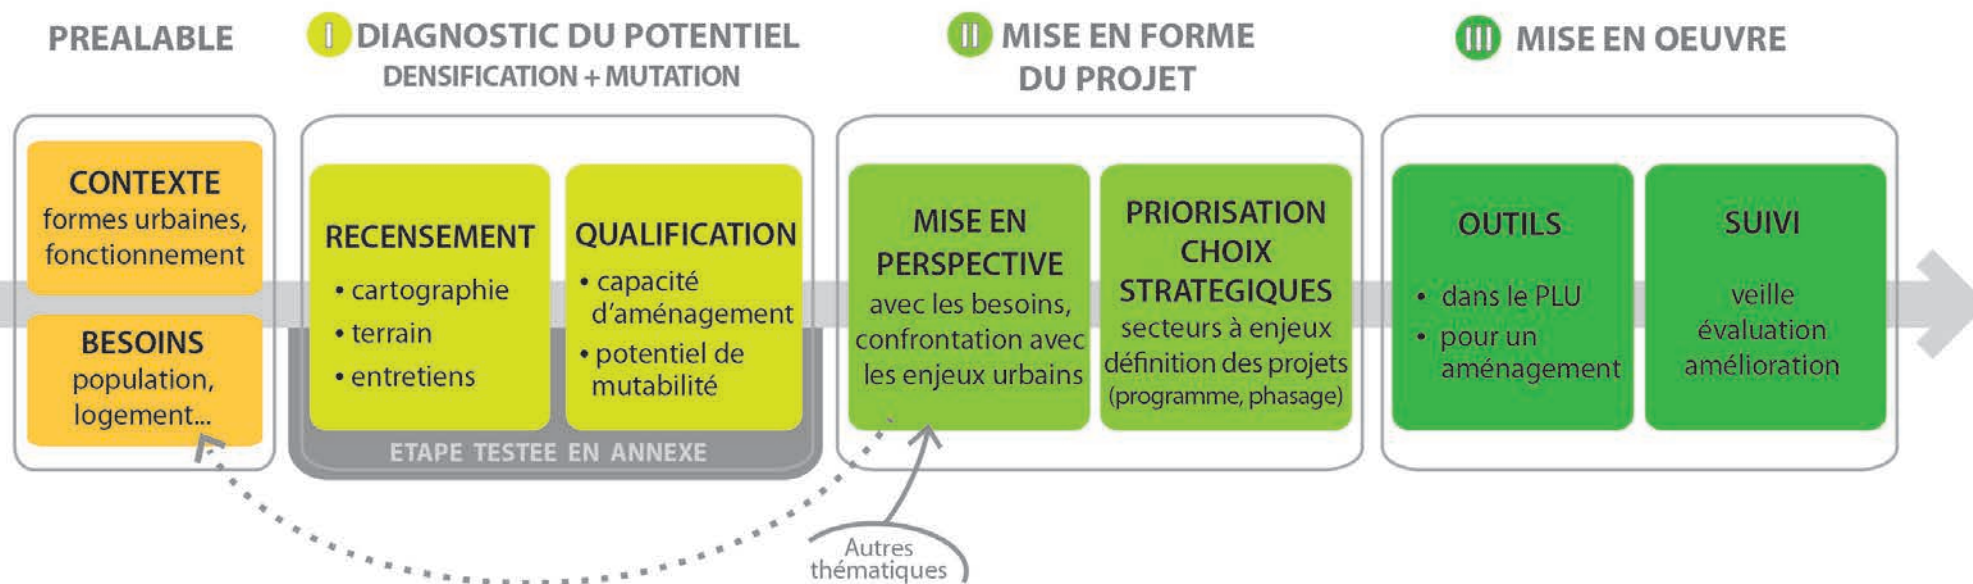 PREALABLE
CONTEXTE
formes urbaines,
fonctionnement
BESOINS
population,
logement...
I DIAGNOSTIC DU POTENTIEL
DENSIFICATION + MUTATION
RECENSEMENT
• cartographie
• terrain
• entretiens
QUALIFICATION
• capacité
d'aménagement
• potentiel de
mutabilité
ETAPE TESTEE EN ANNEXE
II MISE EN FORME
DU PROJET
MISE EN
PERSPECTIVE
avec les besoins,
confrontation avec
les enjeux urbains
PRIORISATION
CHOIX
STRATEGIQUES
secteurs à enjeux
définition des projets
(programme, phasage)
Autres
thématiques
III MISE EN OEUVRE
OUTILS
• dans le PLU
• pour un
aménagement
SUIVI
veille
évaluation
amélioration